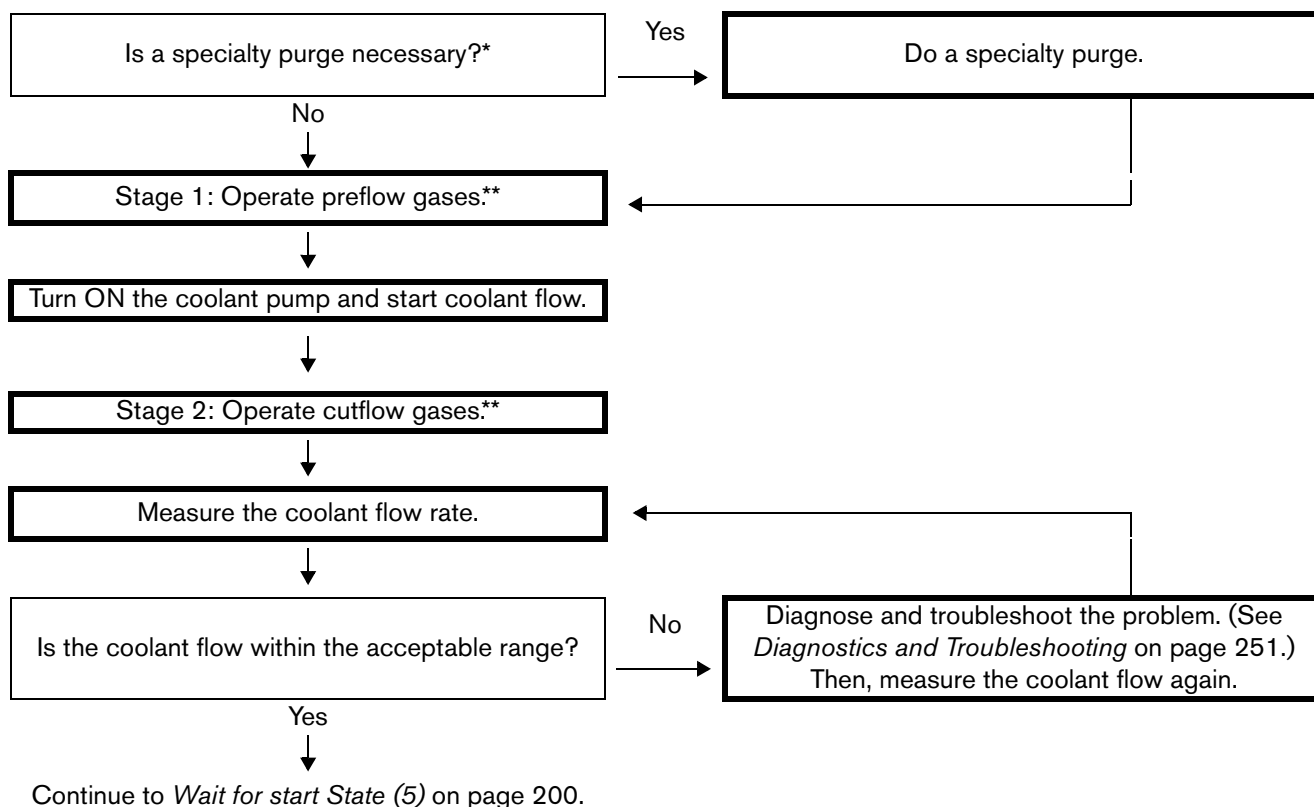 Is a specialty purge necessary?*
Yes
Do a specialty purge.
No
Stage 1: Operate preflow gases.**
Turn ON the coolant pump and start coolant flow.
Stage 2: Operate cutflow gases.**
Measure the coolant flow rate.
Is the coolant flow within the acceptable range?
No
Diagnose and troubleshoot the problem. (See
Diagnostics and Troubleshooting on page 251.)
Then, measure the coolant flow again.
Yes
Continue to Wait for start State (5) on page 200.